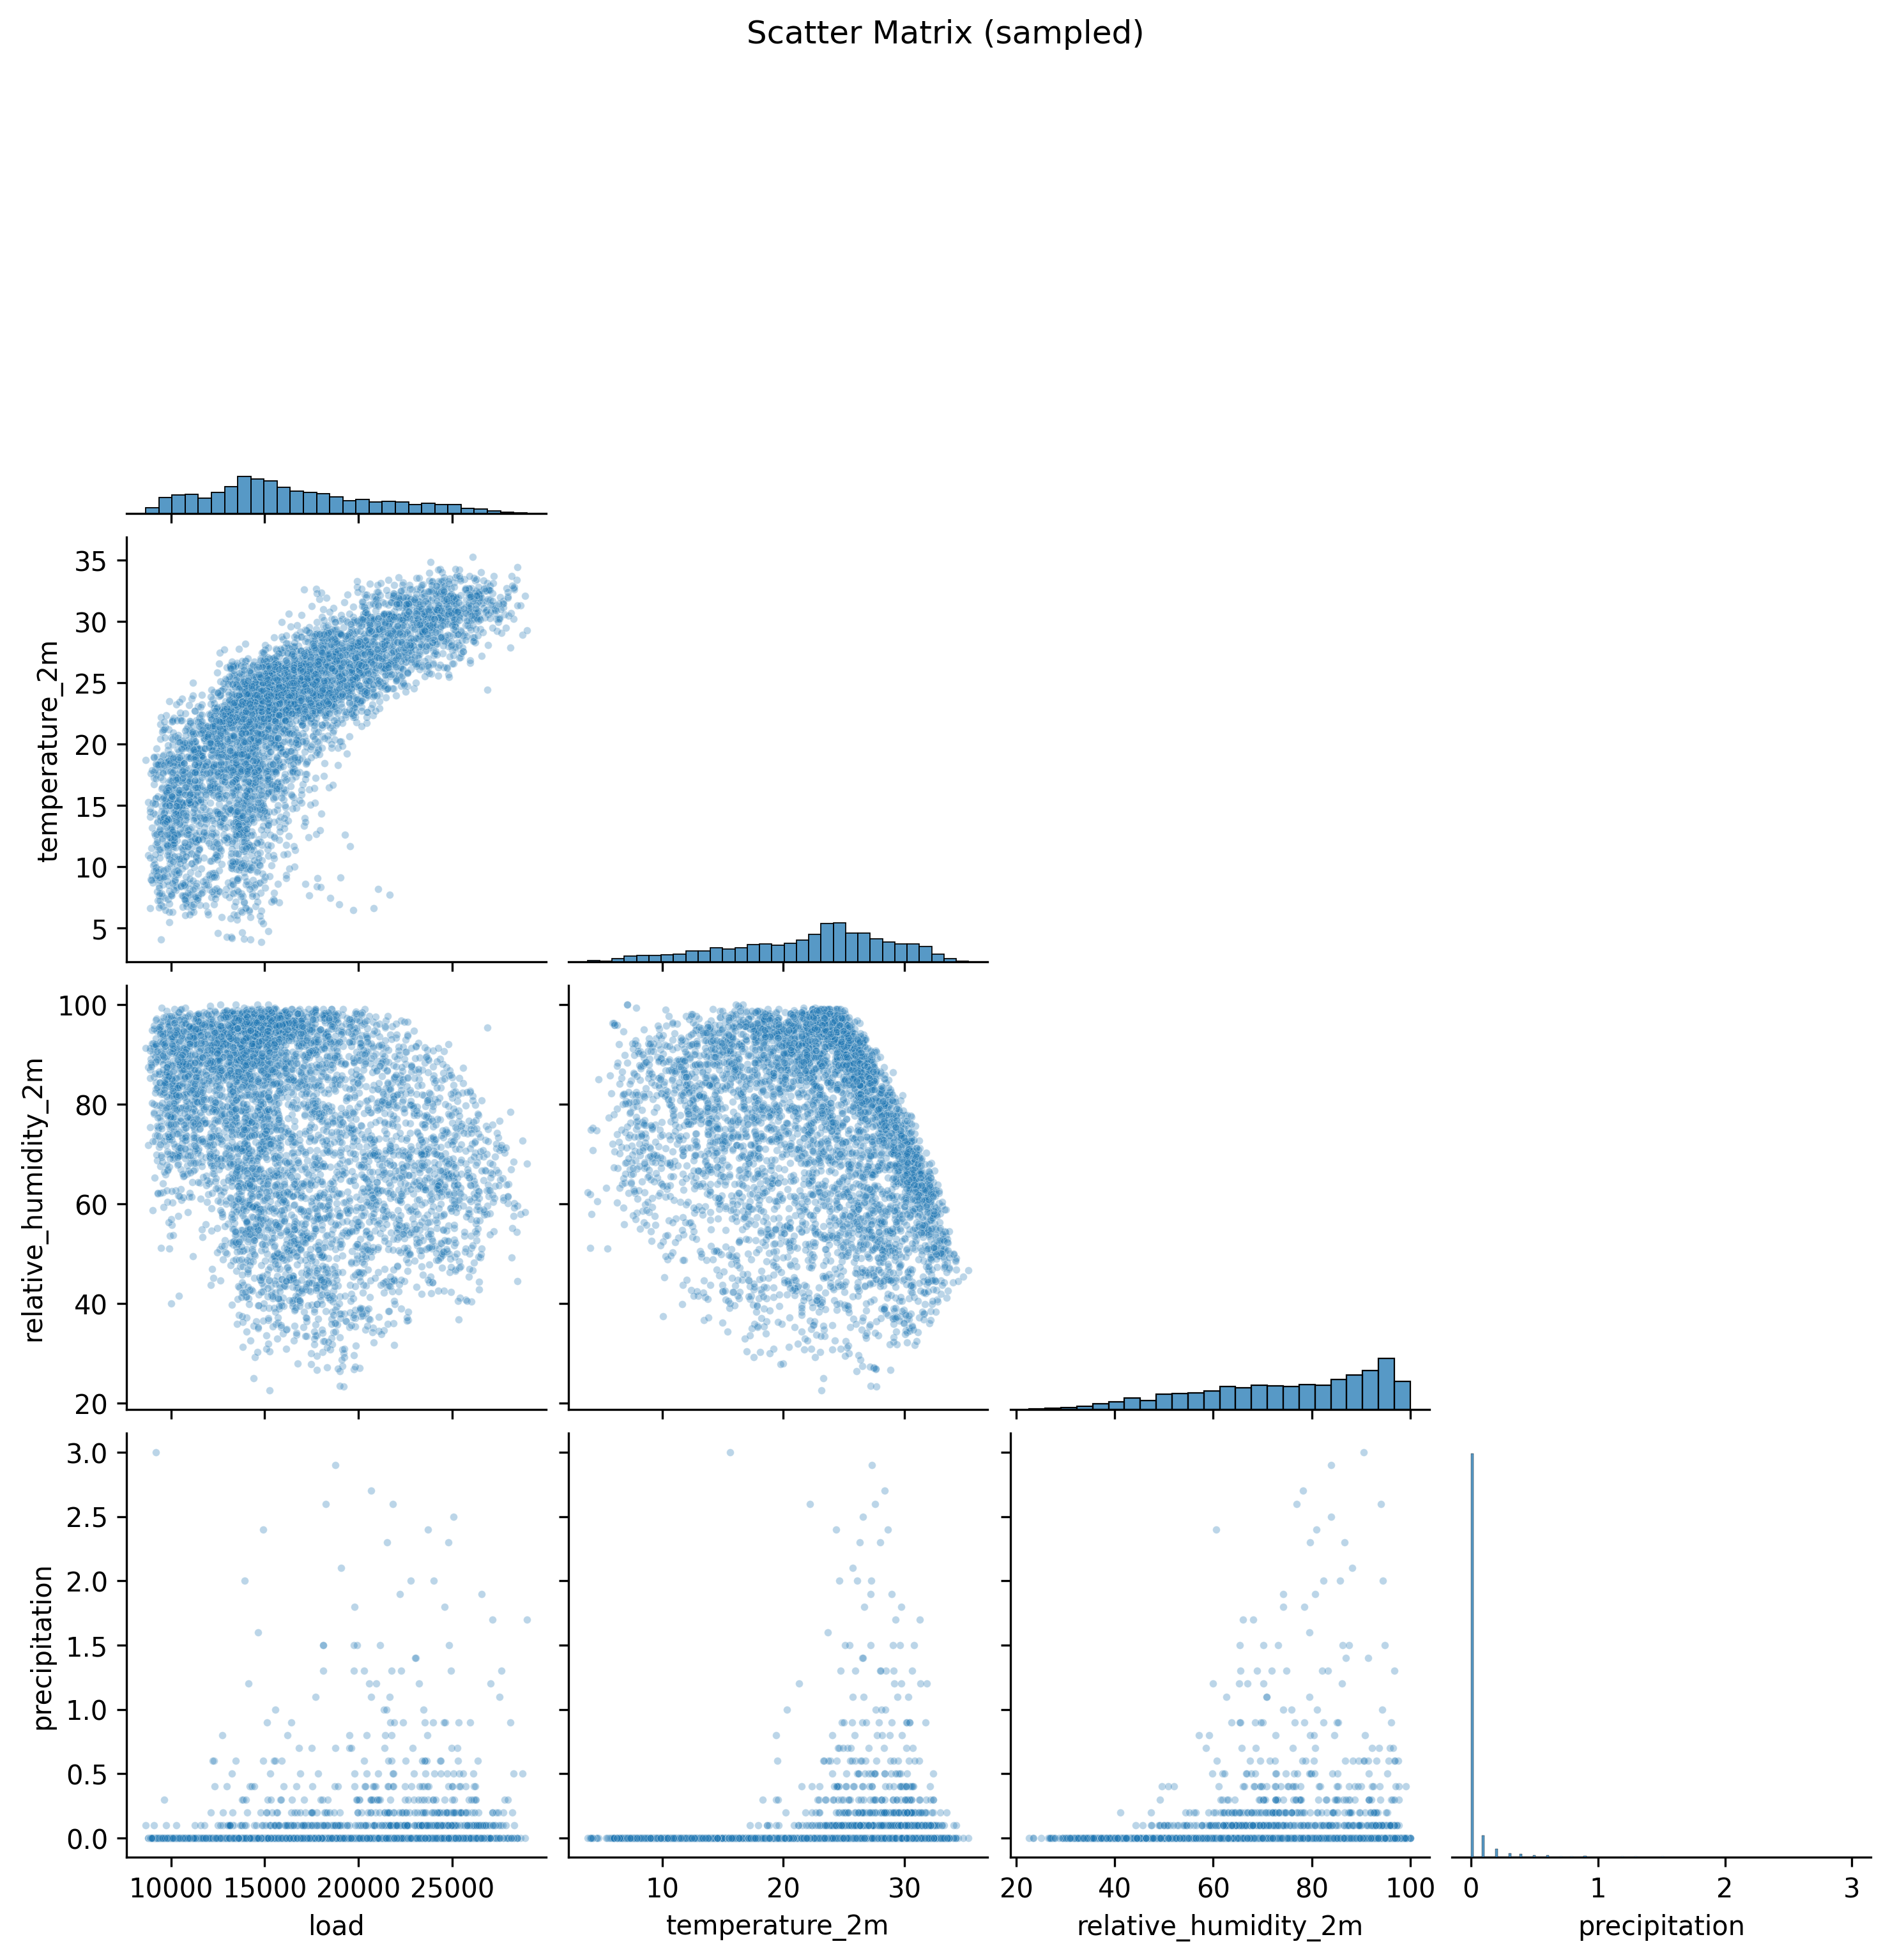 Scatter Matrix (sampled)
35
30
25
20
15
10
5
temperature_2m
100
80
60
40
20
relative_humidity_2m
3.0
2.5
2.0
1.5
1.0
0.5
0.0
precipitation
10000 15000 20000 25000
load
10 20 30
temperature_2m
20 40 60 80 100
relative_humidity_2m
0 1 2 3
precipitation